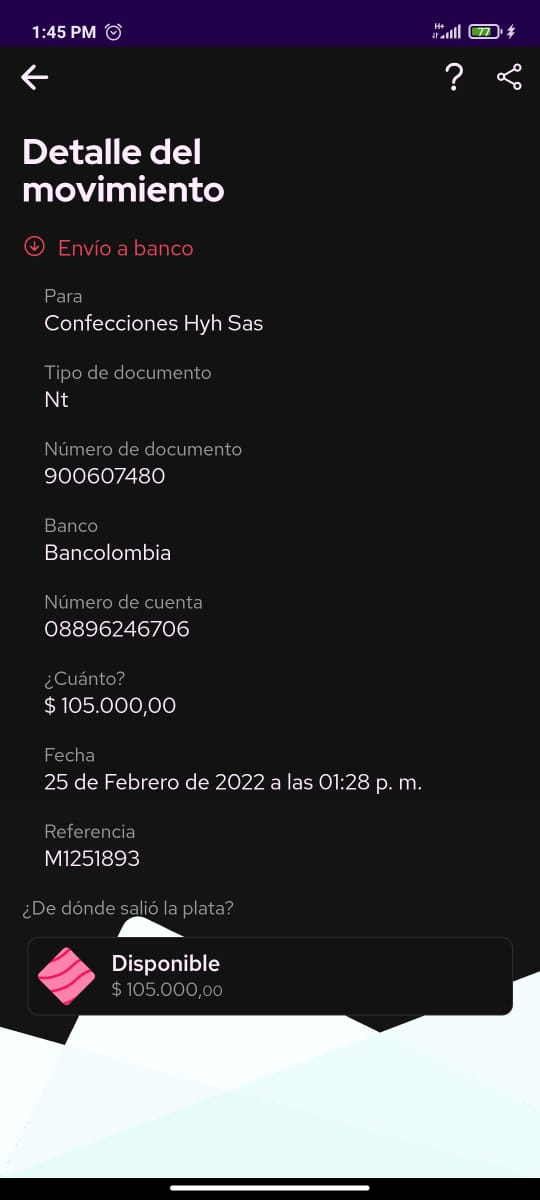 1:45 PM
H+
77
?
Detalle del
movimiento
Envío a banco
Para
Confecciones Hyh Sas
Tipo de documento
Nt
Número de documento
900607480
Banco
Bancolombia
Número de cuenta
08896246706
¿Cuánto?
$ 105.000,00
Fecha
25 de Febrero de 2022 a las 01:28 p. m.
Referencia
M1251893
¿De dónde salió la plata?
Disponible
$ 105.000,00